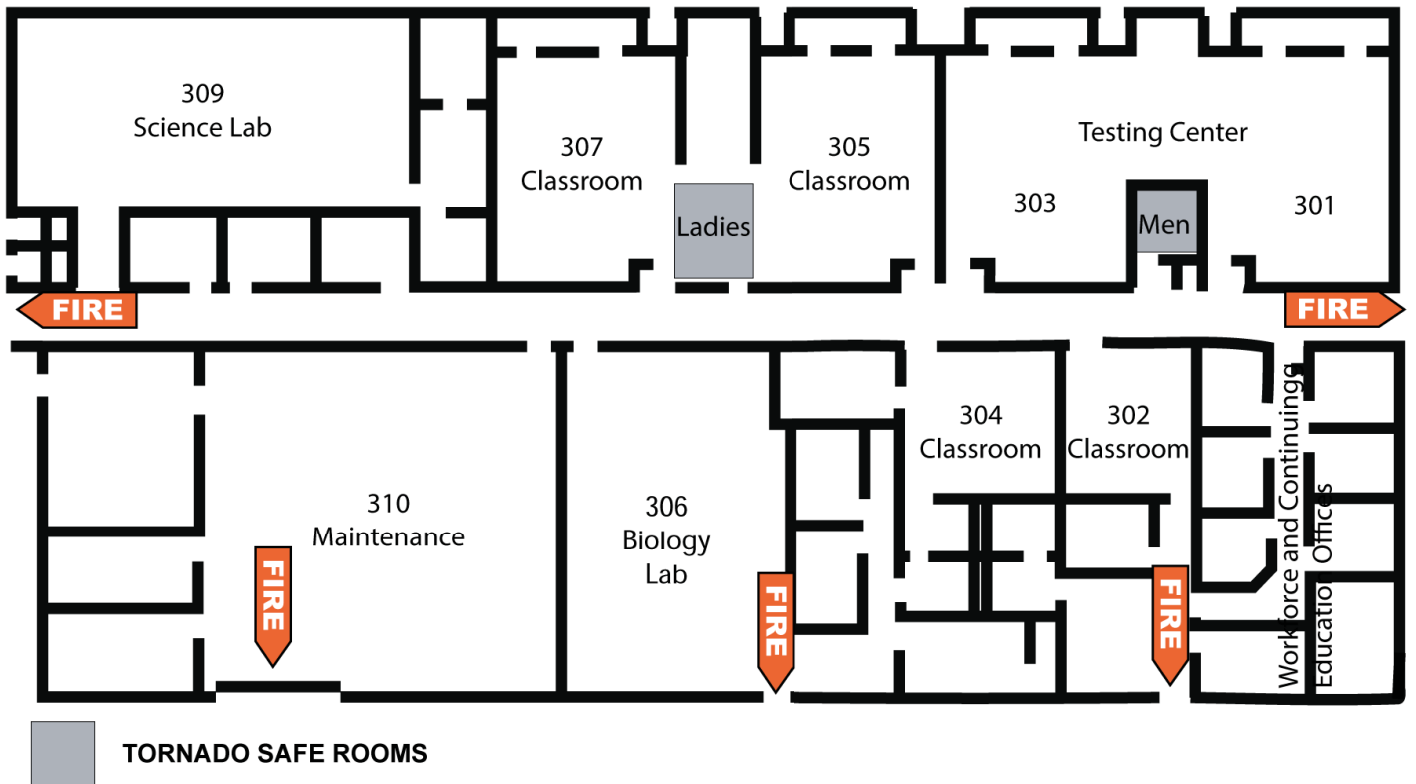 309
Science Lab
307
Classroom
305
Classroom
Testing Center
303
301
Ladies
Men
FIRE
FIRE
304
Classroom
302
Classroom
310
Maintenance
306
Biology
Lab
Workforce and Continuingg
Education Offices
FIRE
FIRE
FIRE
TORNADO SAFE ROOMS